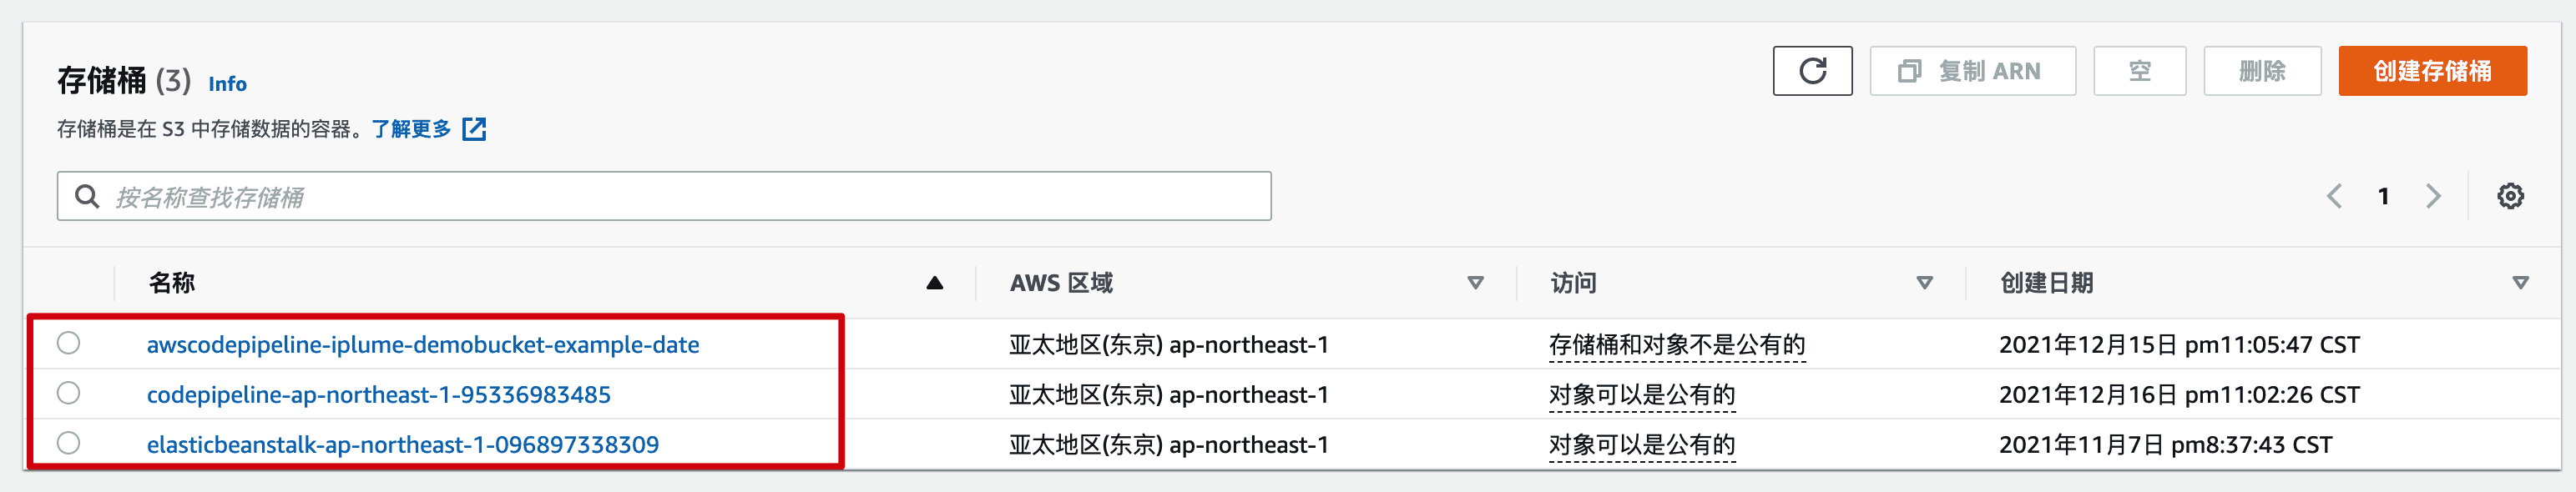 存储桶 (3) Info
复制 ARN 空 删除 创建存储桶
存储桶是在 S3 中存储数据的容器。了解更多
按名称查找存储桶
1
名称 AWS 区域 访问 创建日期
awscodepipeline-iplume-demobucket-example-date 亚太地区(东京) ap-northeast-1 存储桶和对象不是公有的 2021年12月15日 pm11:05:47 CST
codepipeline-ap-northeast-1-95336983485 亚太地区(东京) ap-northeast-1 对象可以是公有的 2021年12月16日 pm11:02:26 CST
elasticbeanstalk-ap-northeast-1-096897338309 亚太地区(东京) ap-northeast-1 对象可以是公有的 2021年11月7日 pm8:37:43 CST